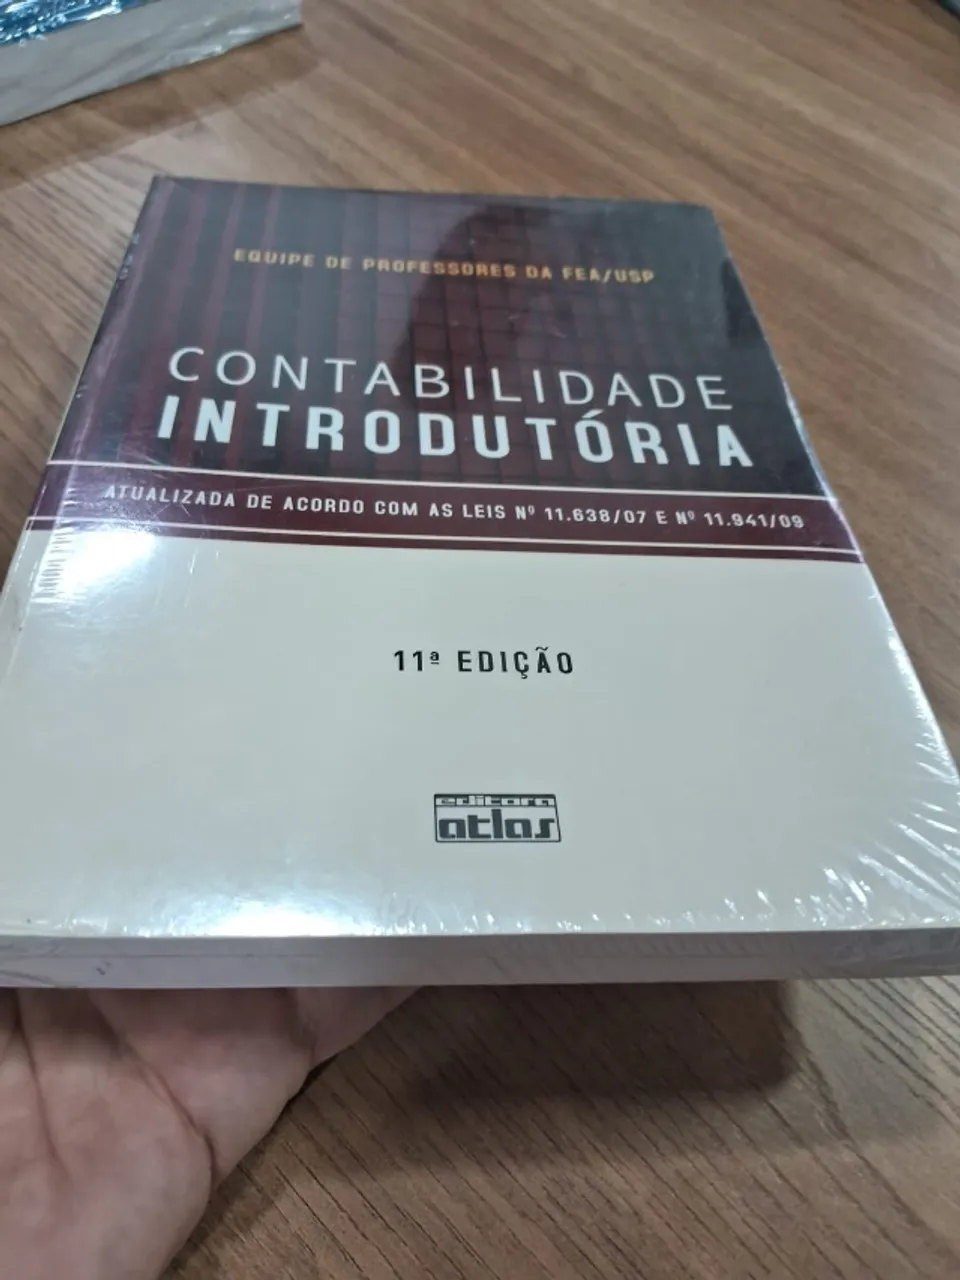 EQUIPE DE PROFESSORES DA FEA/USP
CONTABILIDADE
INTRODUTÓRIA
ATUALIZADA DE ACORDO COM AS LEIS Nº 11.638/07 E Nº 11.941/09
11ª EDIÇÃO
editora
atlas